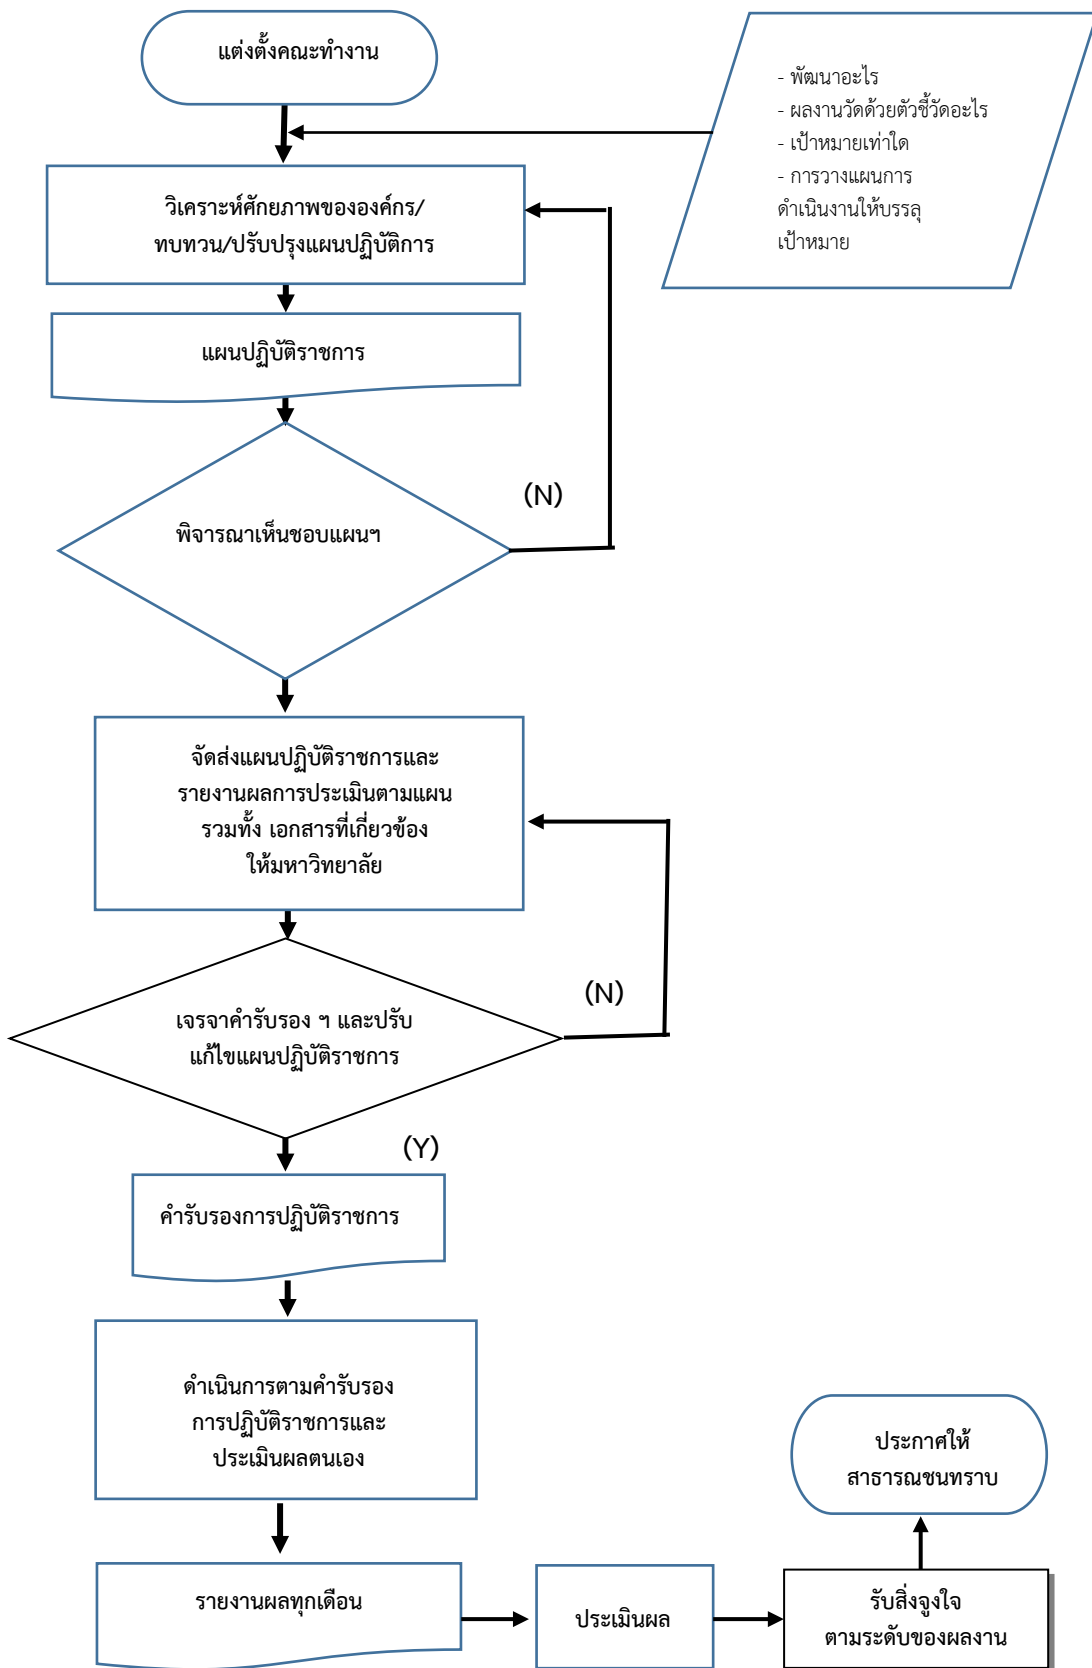 แต่งตั้งคณะทำงาน
- พัฒนาอะไร
- ผลงานวัดด้วยตัวชี้วัดอะไร
- เป้าหมายเท่าใด
- การวางแผนการ
ดำเนินงานให้บรรลุ
เป้าหมาย
วิเคราะห์ศักยภาพขององค์กร/
ทบทวน/ปรับปรุงแผนปฏิบัติการ
แผนปฏิบัติราชการ
(N)
พิจารณาเห็นชอบแผนฯ
จัดส่งแผนปฏิบัติราชการและ
รายงานผลการประเมินตามแผน
รวมทั้ง เอกสารที่เกี่ยวข้อง
ให้มหาวิทยาลัย
(N)
เจรจาคำรับรอง ฯ และปรับ
แก้ไขแผนปฏิบัติราชการ
(Y)
คำรับรองการปฏิบัติราชการ
ดำเนินการตามคำรับรอง
การปฏิบัติราชการและ
ประเมินผลตนเอง
ประกาศให้
สาธารณชนทราบ
รายงานผลทุกเดือน
ประเมินผล
รับสิ่งจูงใจ
ตามระดับของผลงาน